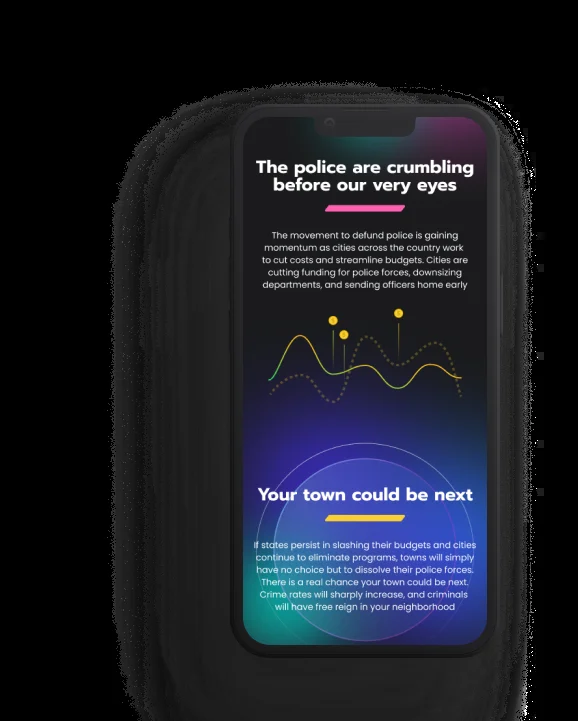 The police are crumbling
before our very eyes
The movement to defund police is gaining
momentum as cities across the country work
to cut costs and streamline budgets. Cities are
cutting funding for police forces, downsizing
departments, and sending officers home early
Your town could be next
If states persist in slashing their budgets and cities
continue to eliminate programs, towns will simply
have no choice but to dissolve their police forces.
There is a real chance your town could be next.
Crime rates will sharply increase, and criminals
will have free reign in your neighborhood